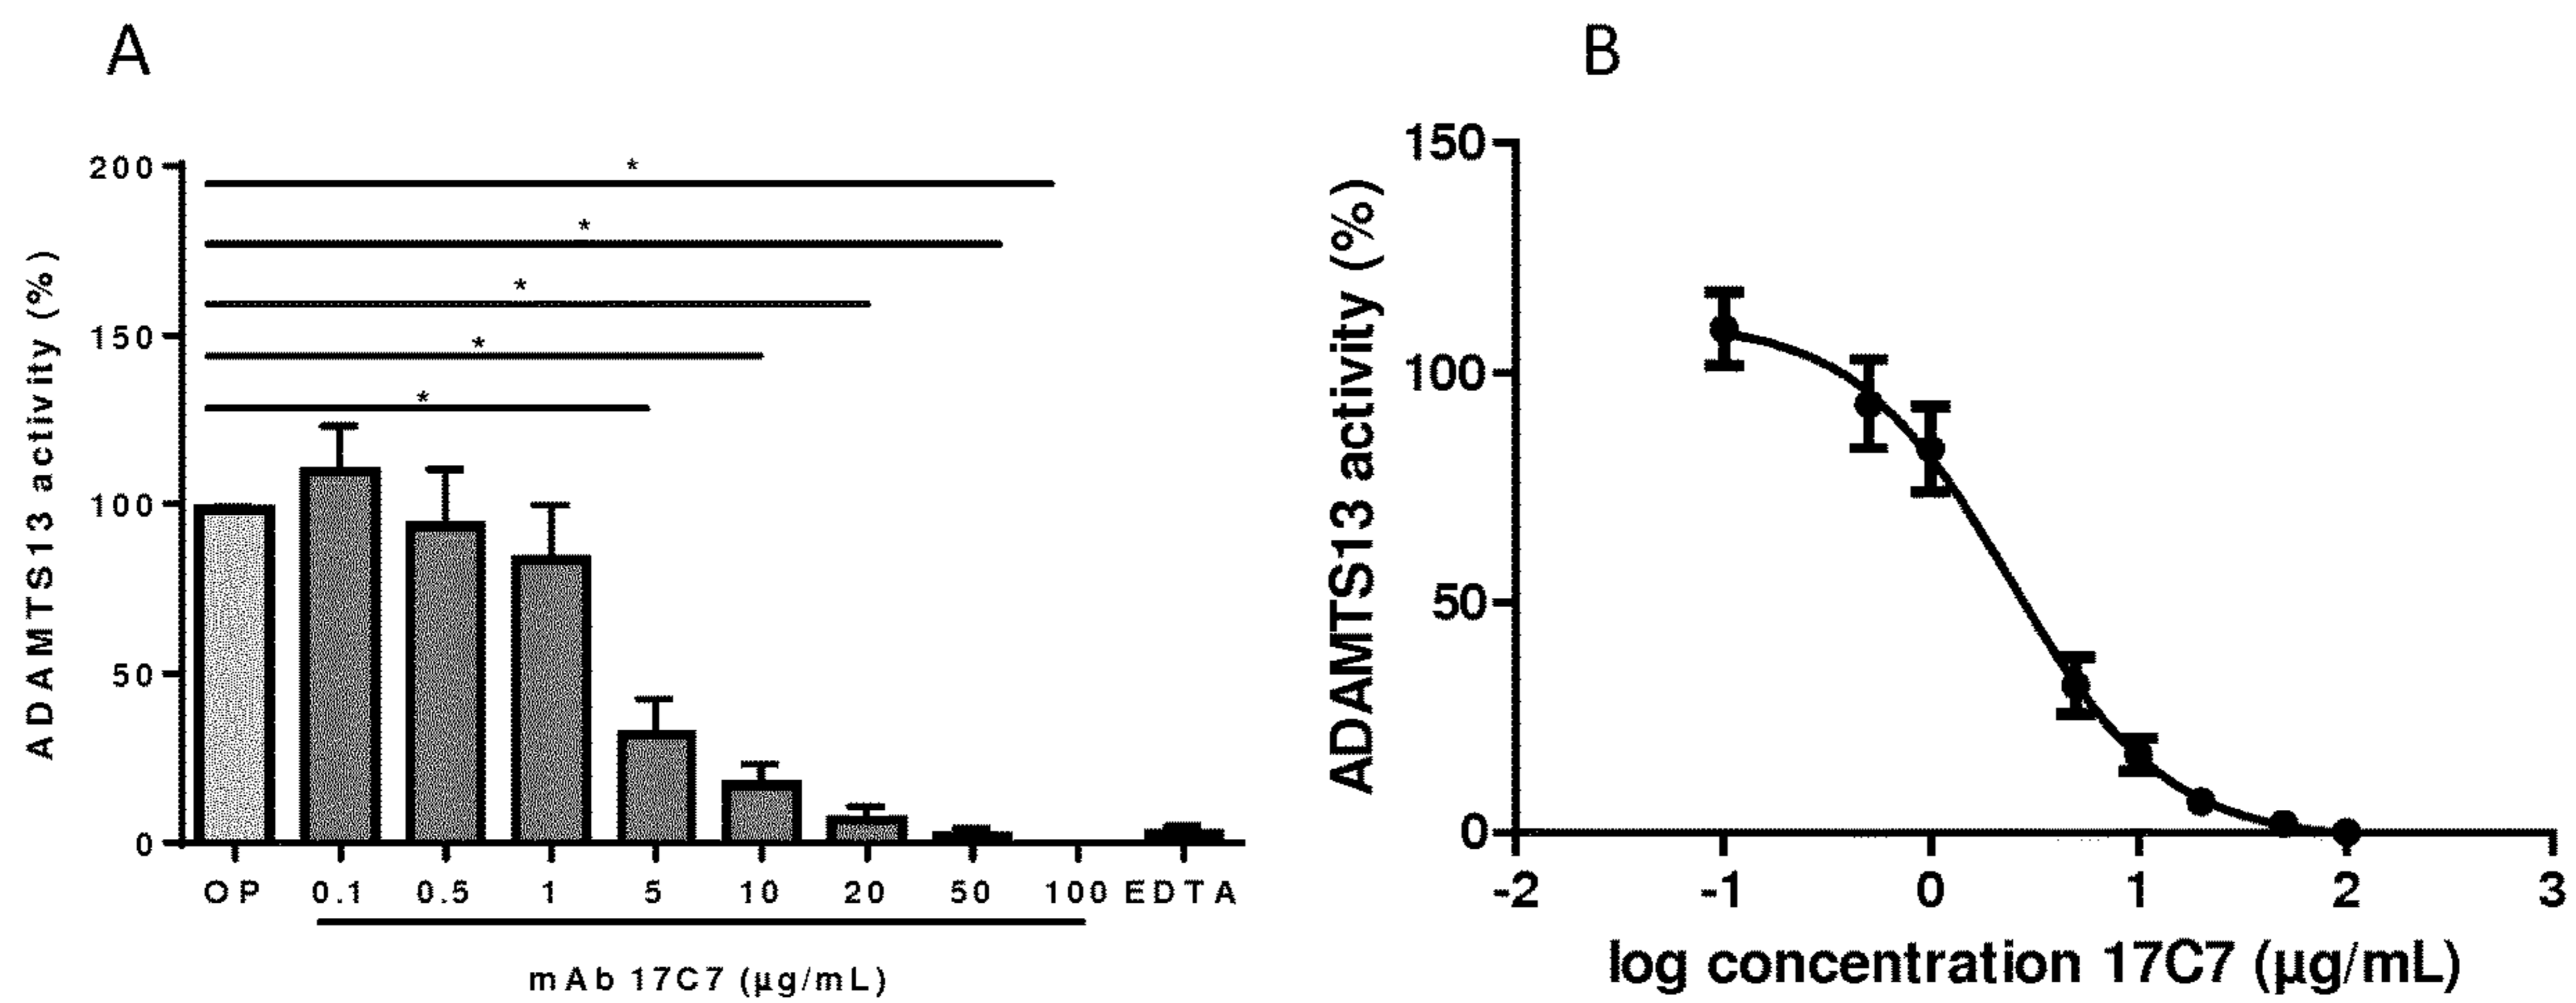 A
ADAMTS13 activity (%)
200
150
100
50
0
*
*
*
*
*
OP 0.1 0.5 1 5 10 20 50 100 EDTA
mAb 17C7 (µg/mL)
B
ADAMTS13 activity (%)
150
100
50
0
-2 -1 0 1 2 3
log concentration 17C7 (µg/mL)